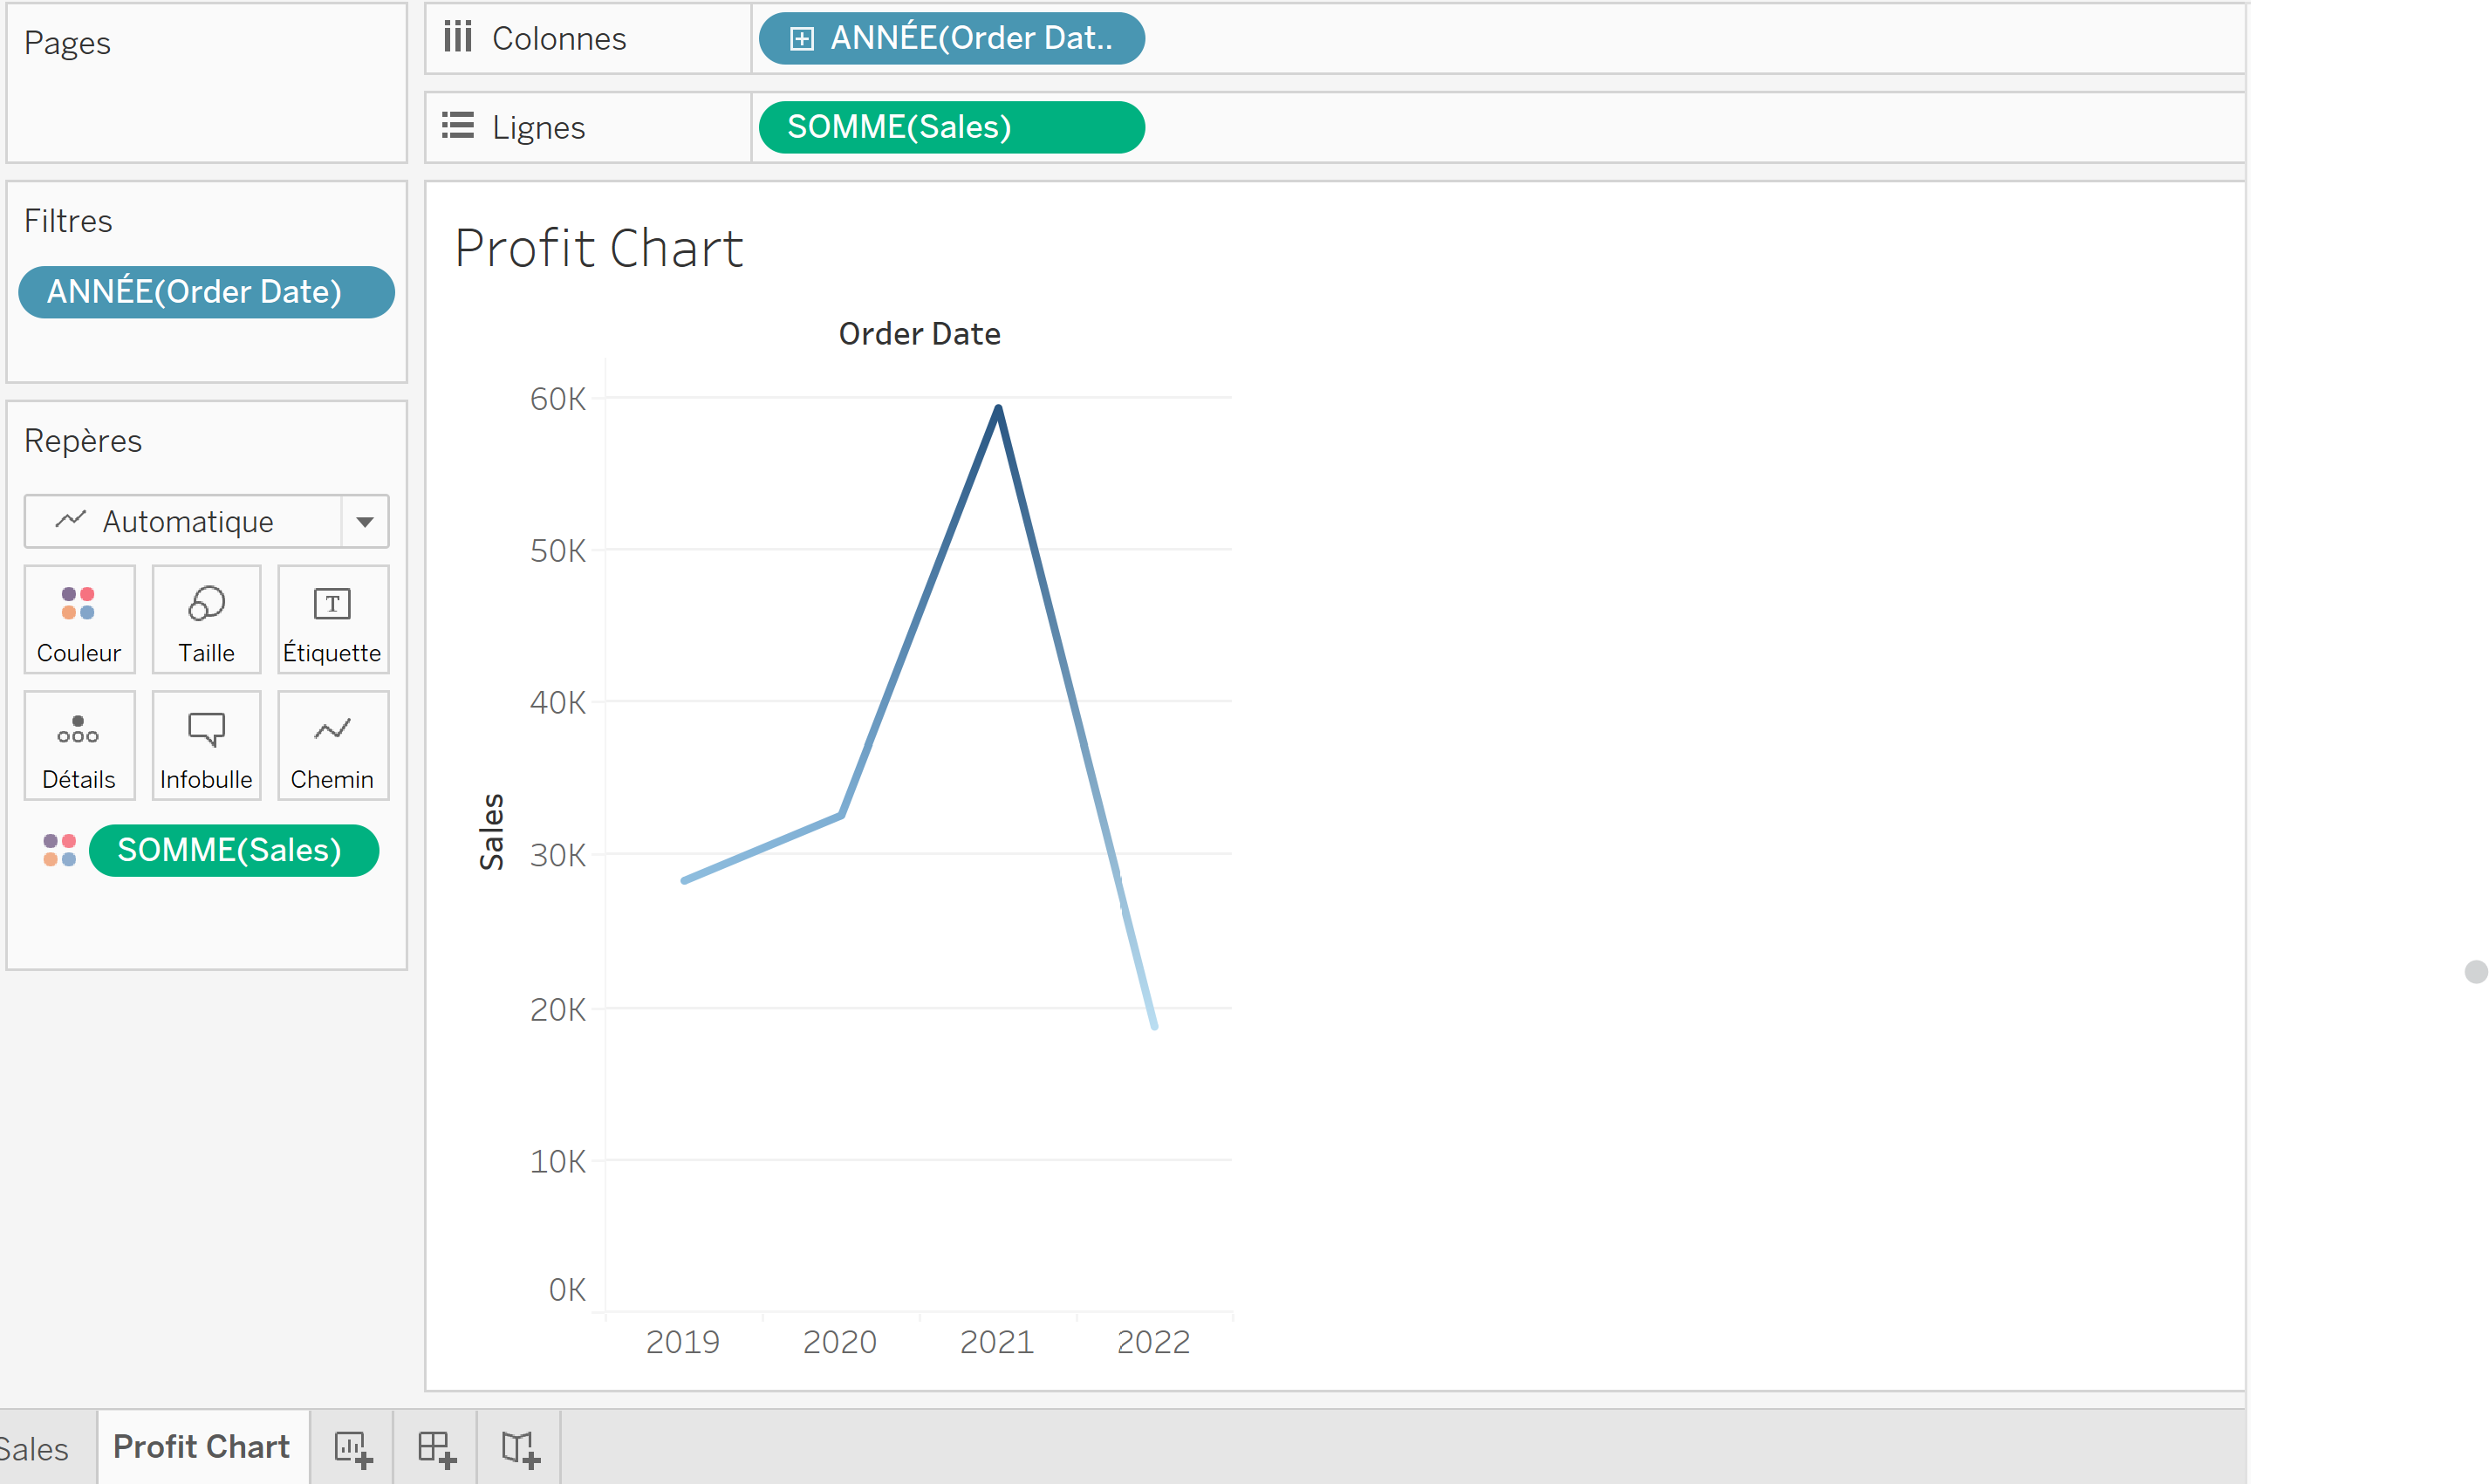 Pages
Colonnes
ANNÉE(Order Dat..
Lignes
SOMME(Sales)
Filtres
ANNÉE(Order Date)
Repères
Automatique
Couleur
Taille
T
Étiquette
Détails
Infobulle
Chemin
SOMME(Sales)
Profit Chart
Order Date
Sales
60K
50K
40K
30K
20K
10K
0K
2019
2020
2021
2022
Sales
Profit Chart